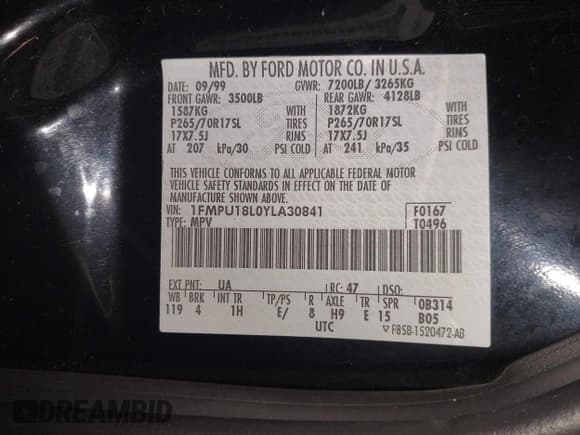 MFD. BY FORD MOTOR CO. IN U.S.A.
DATE: 09/99 GVWR: 7200LB/ 3265KG
FRONT GAWR: 3500LB REAR GAWR: 4128LB
1587KG WITH 1872KG WITH
P265/70R17SL TIRES P265/70R17SL TIRES
17X7.5J RIMS 17X7.5J RIMS
AT 207 kPa/30 PSI COLD AT 241 kPa/35 PSI COLD
THIS VEHICLE CONFORMS TO ALL APPLICABLE FEDERAL MOTOR
VEHICLE SAFETY STANDARDS IN EFFECT ON THE DATE OF
MANUFACTURE SHOWN ABOVE.
VIN: 1FMPU18L0YLA30841 F0167
TYPE: MPV T0496
EXT PNT: UA RC: 47 DSO:
WB BRK INT TR TP/PS R AXLE TR SPR 0B314
119 4 1H E/ 8 H9 E 15 B05
UTC ▽ F85B-1520472-AB
DREAMBID